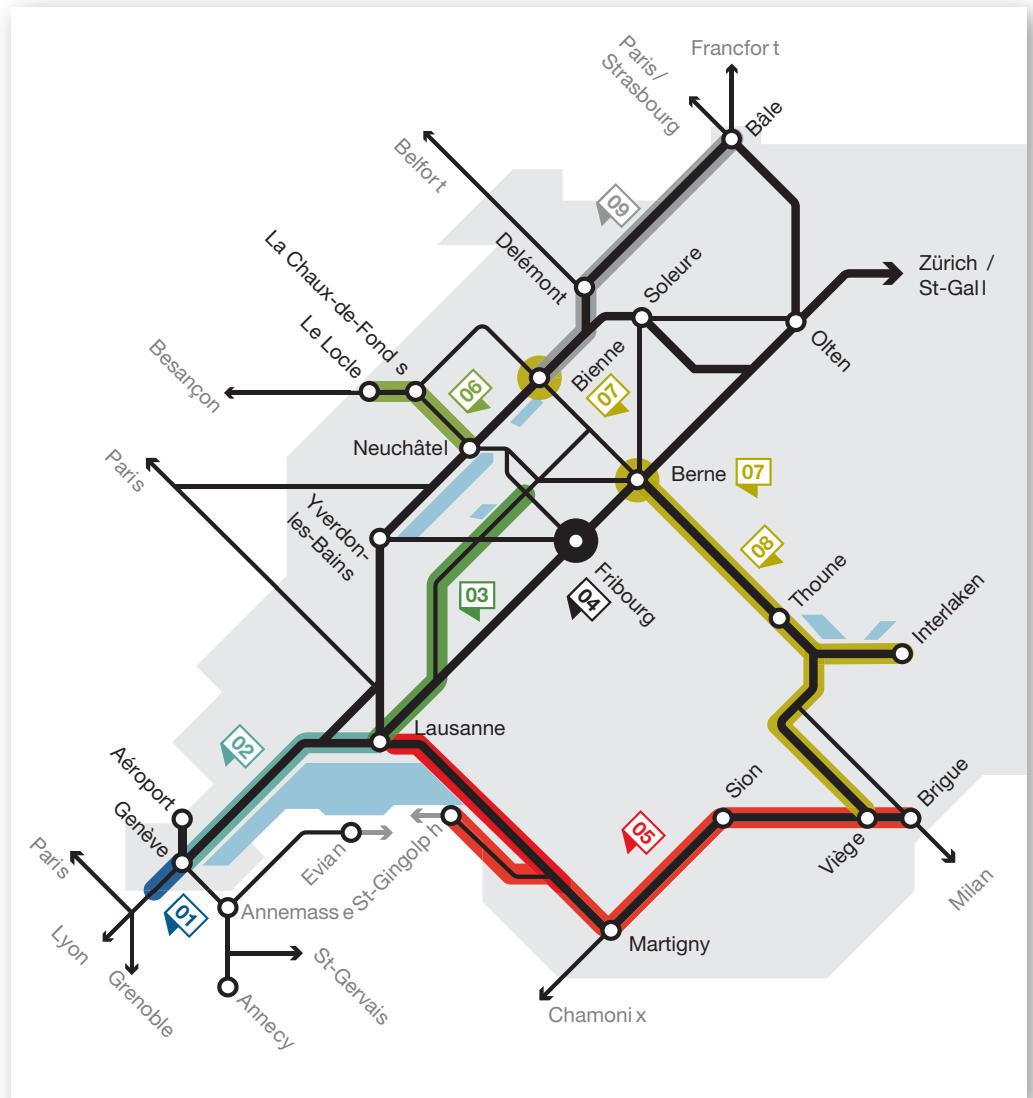 Francfort
Paris/
Strasbourg
Bâle
Belfort
09
Delémont
Soleure
Zürich /
St-Gall
La Chaux-de-Fonds
Le Locle
Olten
Besançon
Bienne
06
07
Neuchâtel
Paris
Berne
07
Yverdon-
les-Bains
08
Thoune
03
04
Fribourg
Interlaken
Lausanne
02
Aéroport
Genève
Sion
Brigue
05
Viège
Evian
St-Gingolph
Milan
Paris
01
Annemasse
Martigny
Lyon
Grenoble
St-Gervais
Annecy
Chamonix